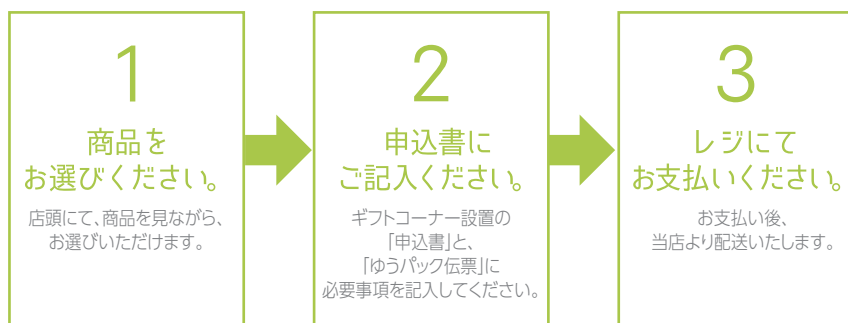 1
商品を
お選びください。
店頭にて、商品を見ながら、
お選びいただけます。
2
申込書に
ご記入ください。
ギフトコーナー設置の
「申込書」と、
「ゆうパック伝票」に
必要事項を記入してください。
3
レジにて
お支払いください。
お支払い後、
当店より配送いたします。